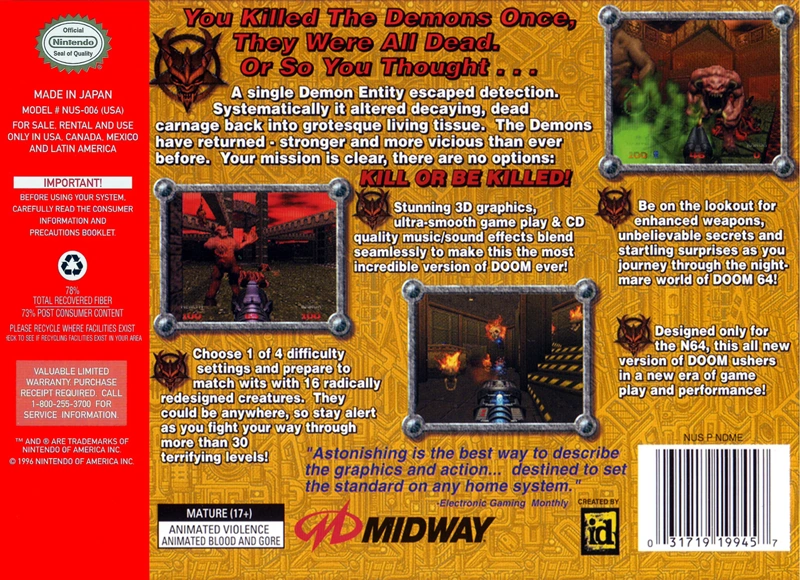 Official
Nintendo
Seal of Quality
MADE IN JAPAN
MODEL # NUS-006 (USA)
FOR SALE, RENTAL AND USE
ONLY IN USA, CANADA, MEXICO
AND LATIN AMERICA
IMPORTANT!
BEFORE USING YOUR SYSTEM,
CAREFULLY READ THE CONSUMER
INFORMATION AND
PRECAUTIONS BOOKLET.
78%
TOTAL RECOVERED FIBER
73% POST CONSUMER CONTENT
PLEASE RECYCLE WHERE FACILITIES EXIST
HECK TO SEE IF RECYCLING FACILITIES EXIST IN YOUR AREA
VALUABLE LIMITED
WARRANTY. PURCHASE
RECEIPT REQUIRED. CALL
1-800-255-3700 FOR
SERVICE INFORMATION.
™ AND ® ARE TRADEMARKS OF
NINTENDO OF AMERICA INC.
© 1996 NINTENDO OF AMERICA INC.
You Killed The Demons Once,
They Were All Dead.
Or So You Thought . . .
A single Demon Entity escaped detection.
Systematically it altered decaying, dead
carnage back into grotesque living tissue. The Demons
have returned - stronger and more vicious than ever
before. Your mission is clear, there are no options:
KILL OR BE KILLED!
Stunning 3D graphics,
ultra-smooth game play & CD
quality music/sound effects blend
seamlessly to make this the most
incredible version of DOOM ever!
Be on the lookout for
enhanced weapons,
unbelievable secrets and
startling surprises as you
journey through the night-
mare world of DOOM 64!
100
100
Choose 1 of 4 difficulty
settings and prepare to
match wits with 16 radically
redesigned creatures. They
could be anywhere, so stay alert
as you fight your way through
more than 30
terrifying levels!
Designed only for
the N64, this all new
version of DOOM ushers
in a new era of game
play and performance!
"Astonishing is the best way to describe
the graphics and action... destined to set
the standard on any home system."
-Electronic Gaming Monthly
MATURE (17+)
ANIMATED VIOLENCE
ANIMATED BLOOD AND GORE
MIDWAY
CREATED BY
id
NUS P NDME
0 31719 19945 7